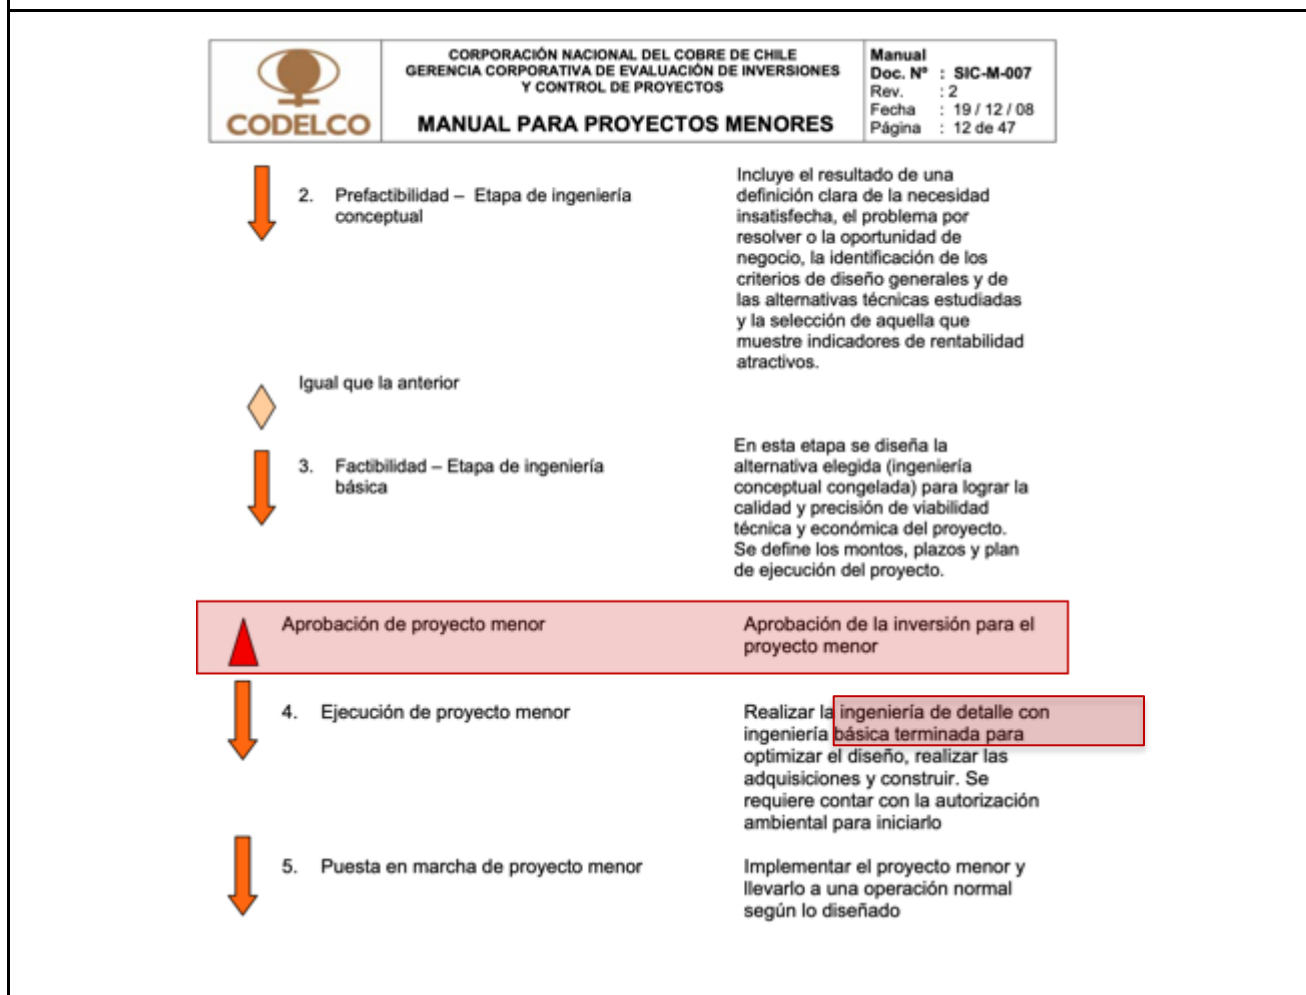 CODELCO
CORPORACIÓN NACIONAL DEL COBRE DE CHILE
GERENCIA CORPORATIVA DE EVALUACIÓN DE INVERSIONES
Y CONTROL DE PROYECTOS
MANUAL PARA PROYECTOS MENORES
Manual
Doc. Nº : SIC-M-007
Rev. : 2
Fecha : 19 / 12 / 08
Página : 12 de 47
2. Prefactibilidad – Etapa de ingeniería
conceptual
Incluye el resultado de una
definición clara de la necesidad
insatisfecha, el problema por
resolver o la oportunidad de
negocio, la identificación de los
criterios de diseño generales y de
las alternativas técnicas estudiadas
y la selección de aquella que
muestre indicadores de rentabilidad
atractivos.
Igual que la anterior
3. Factibilidad – Etapa de ingeniería
básica
En esta etapa se diseña la
alternativa elegida (ingeniería
conceptual congelada) para lograr la
calidad y precisión de viabilidad
técnica y económica del proyecto.
Se define los montos, plazos y plan
de ejecución del proyecto.
Aprobación de proyecto menor
Aprobación de la inversión para el
proyecto menor
4. Ejecución de proyecto menor
Realizar la ingeniería de detalle con
ingeniería básica terminada para
optimizar el diseño, realizar las
adquisiciones y construir. Se
requiere contar con la autorización
ambiental para iniciarlo
5. Puesta en marcha de proyecto menor
Implementar el proyecto menor y
llevarlo a una operación normal
según lo diseñado